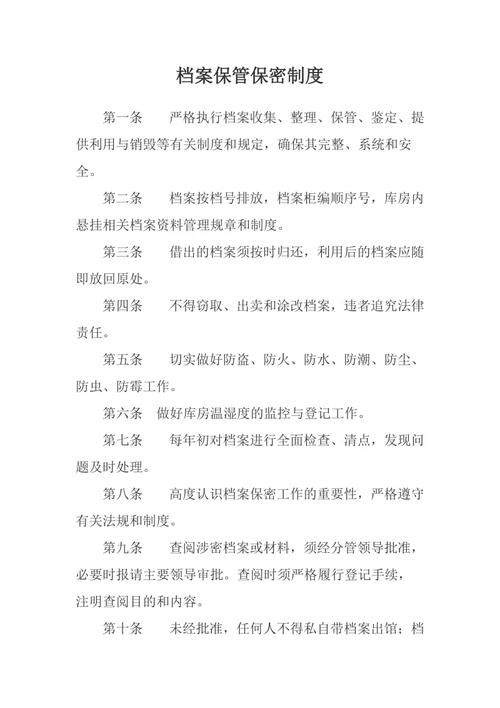 档案保管保密制度
第一条 严格执行档案收集、整理、保管、鉴定、提
供利用与销毁等有关制度和规定，确保其完整、系统和安
全。
第二条 档案按档号排放，档案柜编顺序号，库房内
悬挂相关档案资料管理规章和制度。
第三条 借出的档案须按时归还，利用后的档案应随
即放回原处。
第四条 不得窃取、出卖和涂改档案，违者追究法律
责任。
第五条 切实做好防盗、防火、防水、防潮、防尘、
防虫、防霉工作。
第六条 做好库房温湿度的监控与登记工作。
第七条 每年初对档案进行全面检查、清点，发现问
题及时处理。
第八条 高度认识档案保密工作的重要性，严格遵守
有关法规和制度。
第九条 查阅涉密档案或材料，须经分管领导批准，
必要时报请主要领导审批。查阅时须严格履行登记手续，
注明查阅目的和内容。
第十条 未经批准，任何人不得私自带档案出馆；档